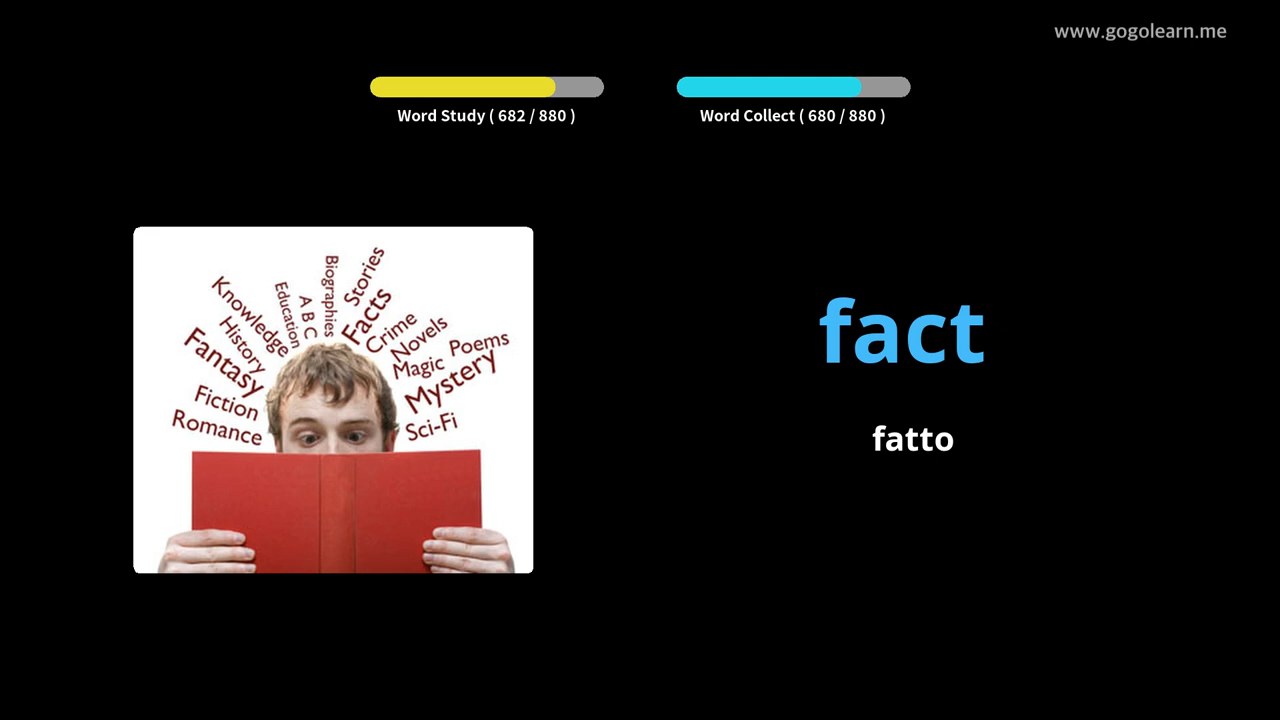 www.gogolearn.me
Word Study ( 682 / 880 )
Word Collect ( 680 / 880 )
Romance
Fiction
Fantasy
History
Knowledge
Education
A B C
Biographies
Stories
Facts
Crime
Novels
Magic
Poems
Mystery
Sci-Fi
fact
fatto